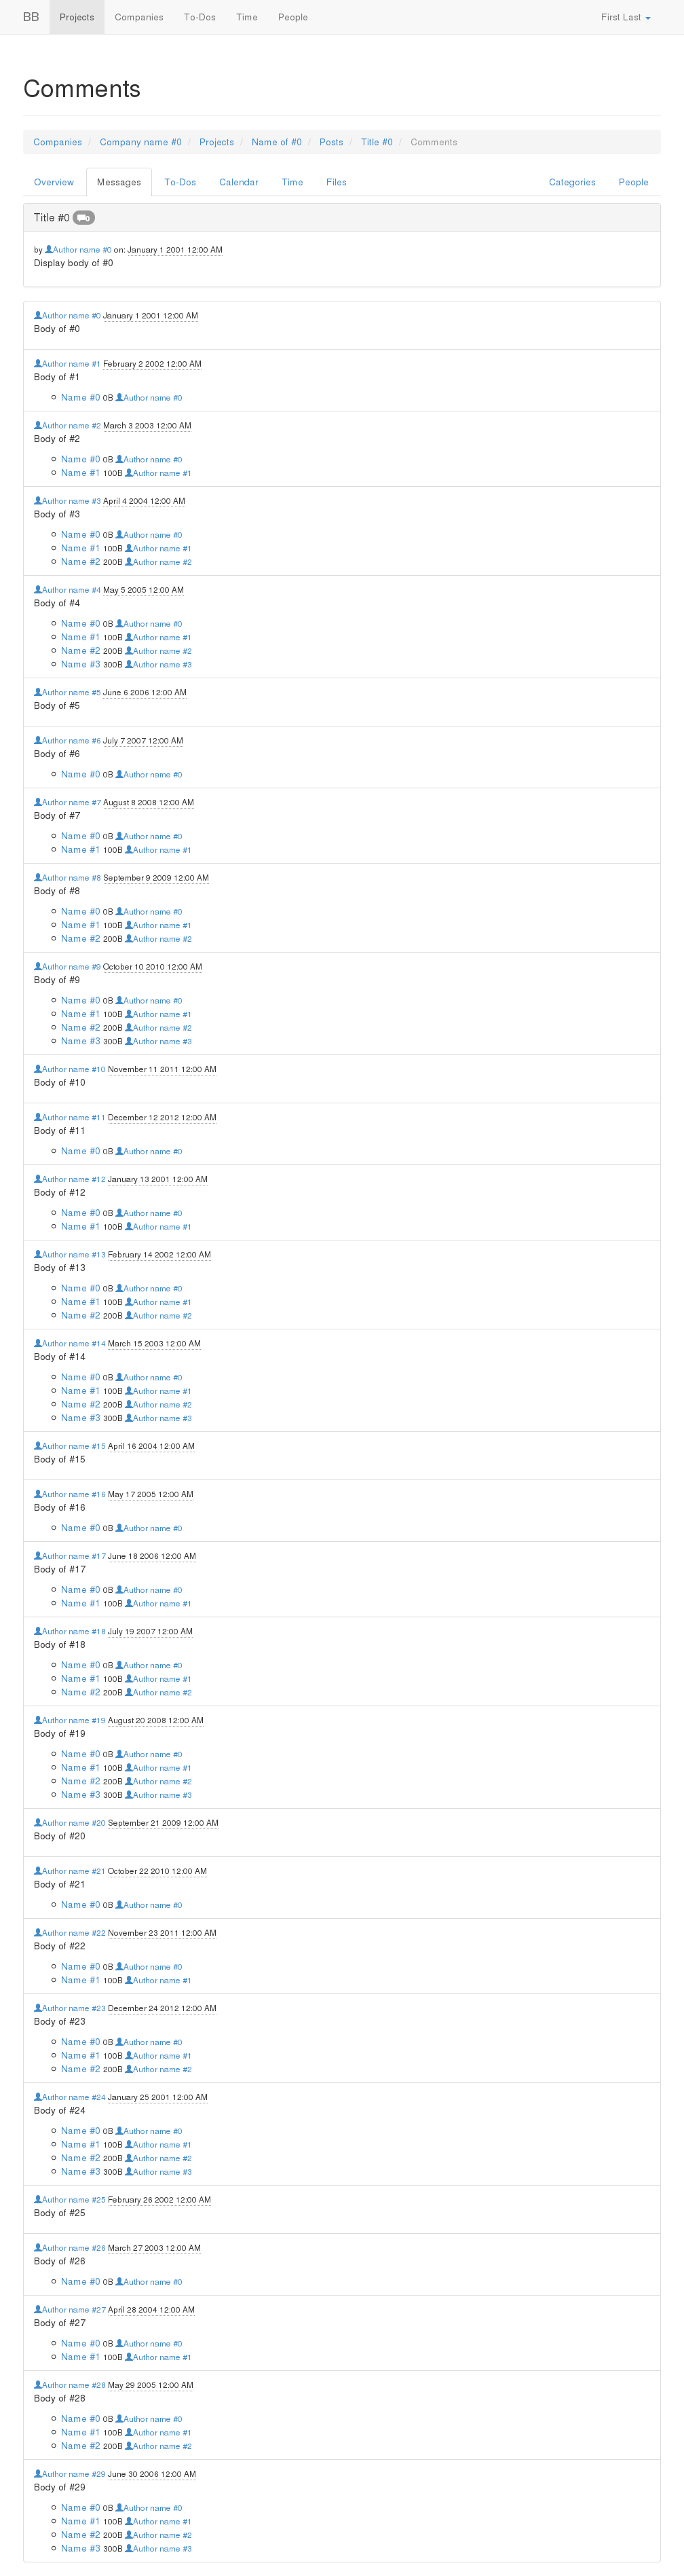 BB Projects Companies To-Dos Time People First Last
Comments
Companies / Company name #0 / Projects / Name of #0 / Posts / Title #0 / Comments
Overview Messages To-Dos Calendar Time Files Categories People
Title #0 0
by Author name #0 on: January 1 2001 12:00 AM
Display body of #0
Author name #0 January 1 2001 12:00 AM
Body of #0
Author name #1 February 2 2002 12:00 AM
Body of #1
Name #0 0B Author name #0
Author name #2 March 3 2003 12:00 AM
Body of #2
Name #0 0B Author name #0
Name #1 100B Author name #1
Author name #3 April 4 2004 12:00 AM
Body of #3
Name #0 0B Author name #0
Name #1 100B Author name #1
Name #2 200B Author name #2
Author name #4 May 5 2005 12:00 AM
Body of #4
Name #0 0B Author name #0
Name #1 100B Author name #1
Name #2 200B Author name #2
Name #3 300B Author name #3
Author name #5 June 6 2006 12:00 AM
Body of #5
Author name #6 July 7 2007 12:00 AM
Body of #6
Name #0 0B Author name #0
Author name #7 August 8 2008 12:00 AM
Body of #7
Name #0 0B Author name #0
Name #1 100B Author name #1
Author name #8 September 9 2009 12:00 AM
Body of #8
Name #0 0B Author name #0
Name #1 100B Author name #1
Name #2 200B Author name #2
Author name #9 October 10 2010 12:00 AM
Body of #9
Name #0 0B Author name #0
Name #1 100B Author name #1
Name #2 200B Author name #2
Name #3 300B Author name #3
Author name #10 November 11 2011 12:00 AM
Body of #10
Author name #11 December 12 2012 12:00 AM
Body of #11
Name #0 0B Author name #0
Author name #12 January 13 2001 12:00 AM
Body of #12
Name #0 0B Author name #0
Name #1 100B Author name #1
Author name #13 February 14 2002 12:00 AM
Body of #13
Name #0 0B Author name #0
Name #1 100B Author name #1
Name #2 200B Author name #2
Author name #14 March 15 2003 12:00 AM
Body of #14
Name #0 0B Author name #0
Name #1 100B Author name #1
Name #2 200B Author name #2
Name #3 300B Author name #3
Author name #15 April 16 2004 12:00 AM
Body of #15
Author name #16 May 17 2005 12:00 AM
Body of #16
Name #0 0B Author name #0
Author name #17 June 18 2006 12:00 AM
Body of #17
Name #0 0B Author name #0
Name #1 100B Author name #1
Author name #18 July 19 2007 12:00 AM
Body of #18
Name #0 0B Author name #0
Name #1 100B Author name #1
Name #2 200B Author name #2
Author name #19 August 20 2008 12:00 AM
Body of #19
Name #0 0B Author name #0
Name #1 100B Author name #1
Name #2 200B Author name #2
Name #3 300B Author name #3
Author name #20 September 21 2009 12:00 AM
Body of #20
Author name #21 October 22 2010 12:00 AM
Body of #21
Name #0 0B Author name #0
Author name #22 November 23 2011 12:00 AM
Body of #22
Name #0 0B Author name #0
Name #1 100B Author name #1
Author name #23 December 24 2012 12:00 AM
Body of #23
Name #0 0B Author name #0
Name #1 100B Author name #1
Name #2 200B Author name #2
Author name #24 January 25 2001 12:00 AM
Body of #24
Name #0 0B Author name #0
Name #1 100B Author name #1
Name #2 200B Author name #2
Name #3 300B Author name #3
Author name #25 February 26 2002 12:00 AM
Body of #25
Author name #26 March 27 2003 12:00 AM
Body of #26
Name #0 0B Author name #0
Author name #27 April 28 2004 12:00 AM
Body of #27
Name #0 0B Author name #0
Name #1 100B Author name #1
Author name #28 May 29 2005 12:00 AM
Body of #28
Name #0 0B Author name #0
Name #1 100B Author name #1
Name #2 200B Author name #2
Author name #29 June 30 2006 12:00 AM
Body of #29
Name #0 0B Author name #0
Name #1 100B Author name #1
Name #2 200B Author name #2
Name #3 300B Author name #3